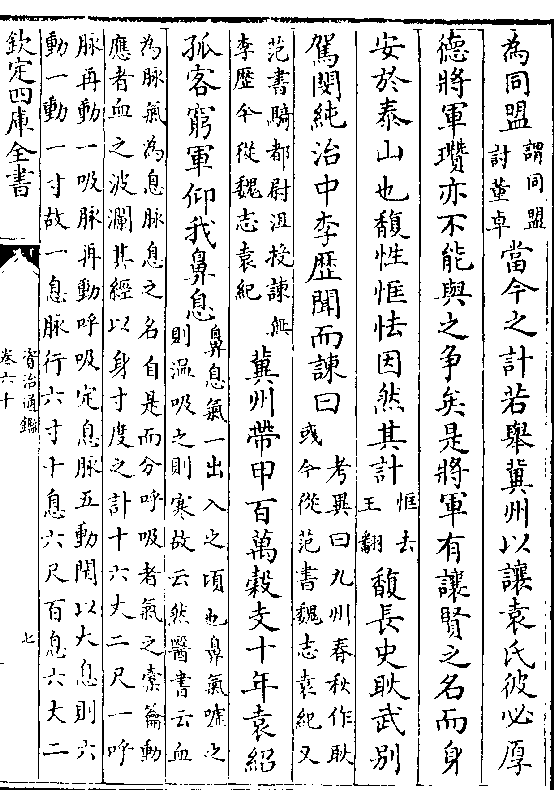 為同盟謂同盟討董卓當今之計若舉冀州以讓袁氏彼必厚
德將軍瓚亦不能與之爭矣是將軍有讓賢之名而身
安於泰山也馥性恇怯因然其計恇去王翻馥長史耿武别
駕閔純治中李歴聞而諫曰考異曰九州春秋作耿彧今從范書魏志袁紀又
范書騎都尉沮授諫無李歴今從魏志袁紀冀州帶甲百萬穀支十年袁紹
孤客窮軍仰我鼻息鼻息氣一出入之頃也鼻氣嘘之則温吸之則寒故云然醫書云血
為脉氣為息脉息之名自是而分呼吸者氣之橐籥動
應者血之波瀾其經以身寸度之計十六丈二尺一呼
脉再動一吸脉再動呼吸定息脉五動閏以太息則六
動一動一寸故一息脉行六寸十息六尺百息六丈二
欽定四庫全書
資治通鑑
卷六十
七